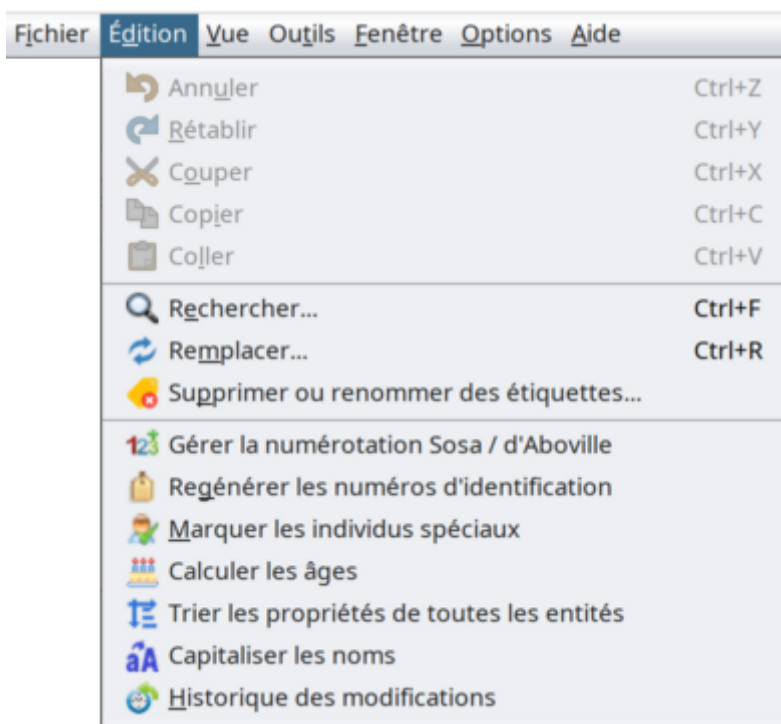 Fichier Édition Vue Outils Fenêtre Options Aide
Annuler Ctrl+Z
Rétablir Ctrl+Y
Couper Ctrl+X
Copier Ctrl+C
Coller Ctrl+V
Rechercher... Ctrl+F
Remplacer... Ctrl+R
Supprimer ou renommer des étiquettes...
Gérer la numérotation Sosa / d'Aboville
Regénérer les numéros d'identification
Marquer les individus spéciaux
Calculer les âges
Trier les propriétés de toutes les entités
Capitaliser les noms
Historique des modifications